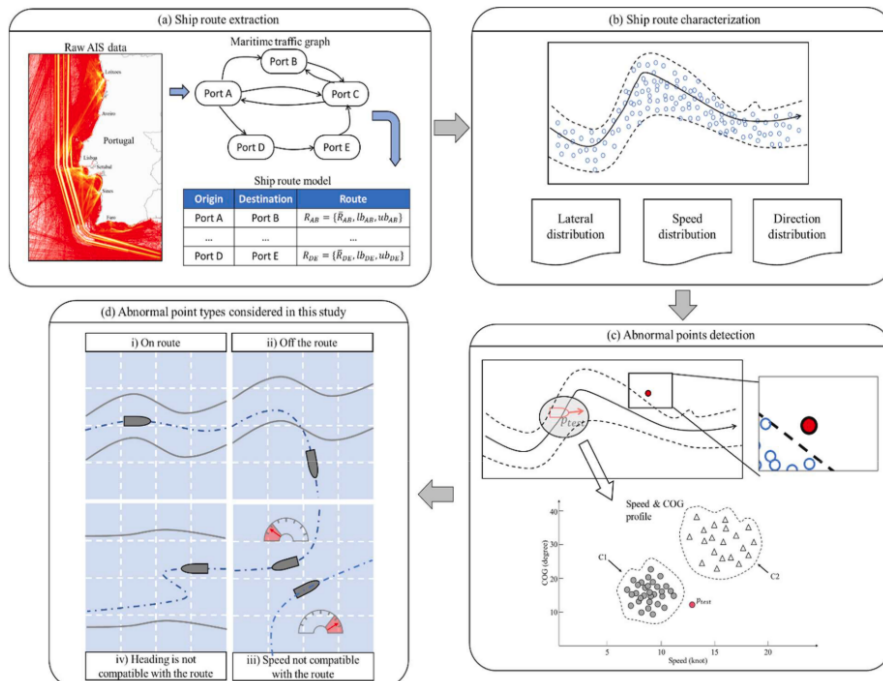 (a) Ship route extraction
Raw AIS data
Portugal
Lisboa
Maritime traffic graph
Port B
Port A
Port C
Port D
Port E
Ship route model
Origin Destination Route
Port A Port B R_AB = {R̄_AB, lb_AB, ub_AB}
... ... ...
Port D Port E R_DE = {R̄_DE, lb_DE, ub_DE}
(b) Ship route characterization
Lateral
distribution
Speed
distribution
Direction
distribution
(c) Abnormal points detection
p_test
Speed & COG
profile
COG (degree)
40
30
20
10
C1
C2
p_test
5 10 15 20
Speed (knot)
(d) Abnormal point types considered in this study
i) On route
ii) Off the route
iv) Heading is not
compatible with the route
iii) Speed not compatible
with the route